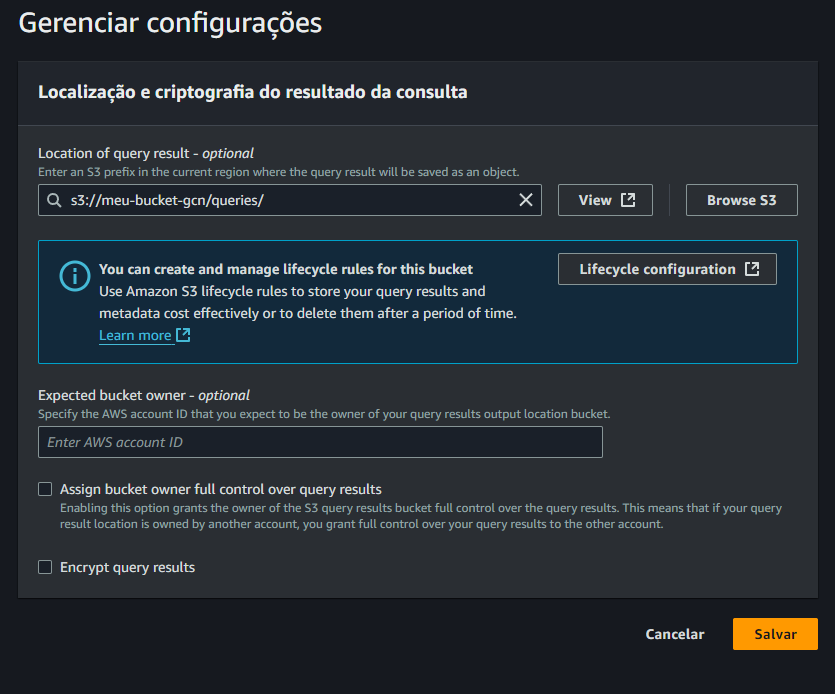 Gerenciar configurações
Localização e criptografia do resultado da consulta
Location of query result - optional
Enter an S3 prefix in the current region where the query result will be saved as an object.
s3://meu-bucket-gcn/queries/
View
Browse S3
You can create and manage lifecycle rules for this bucket
Use Amazon S3 lifecycle rules to store your query results and
metadata cost effectively or to delete them after a period of time.
Learn more
Lifecycle configuration
Expected bucket owner - optional
Specify the AWS account ID that you expect to be the owner of your query results output location bucket.
Enter AWS account ID
Assign bucket owner full control over query results
Enabling this option grants the owner of the S3 query results bucket full control over the query results. This means that if your query
result location is owned by another account, you grant full control over your query results to the other account.
Encrypt query results
Cancelar
Salvar